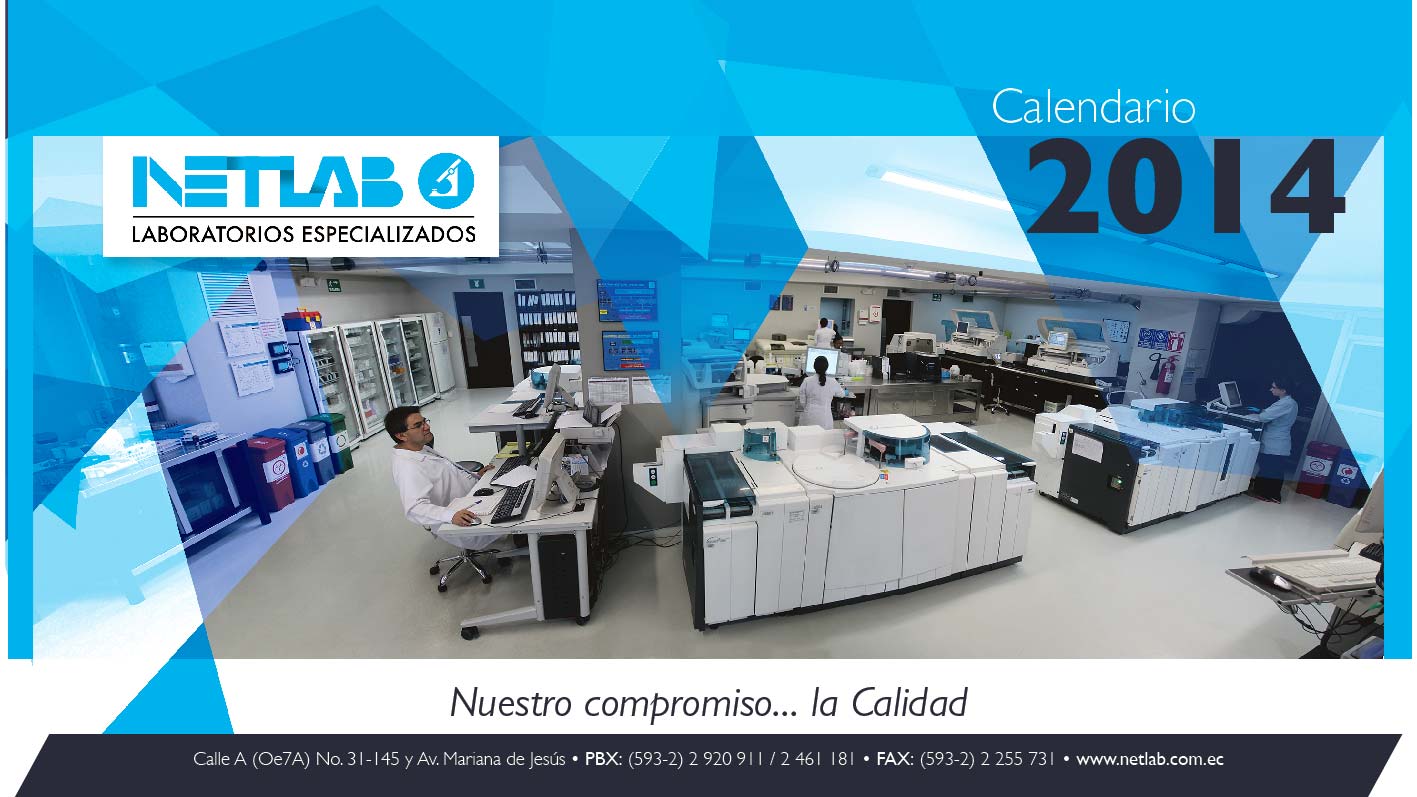 Calendario
2014
NETLAB
LABORATORIOS ESPECIALIZADOS
Nuestro compromiso... la Calidad
Calle A (Oe7A) No. 31-145 y Av. Mariana de Jesús • PBX: (593-2) 2 920 911 / 2 461 181 • FAX: (593-2) 2 255 731 • www.netlab.com.ec